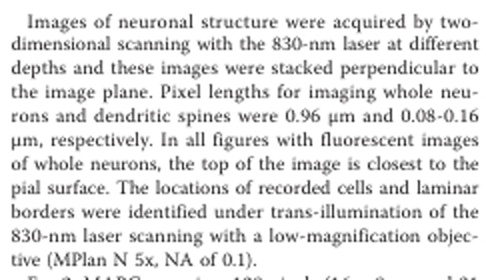 Images of neuronal structure were acquired by two-
dimensional scanning with the 830-nm laser at different
depths and these images were stacked perpendicular to
the image plane. Pixel lengths for imaging whole neu-
rons and dendritic spines were 0.96 μm and 0.08-0.16
μm, respectively. In all figures with fluorescent images
of whole neurons, the top of the image is closest to the
pial surface. The locations of recorded cells and laminar
borders were identified under trans-illumination of the
830-nm laser scanning with a low-magnification objec-
tive (MPlan N 5x, NA of 0.1).